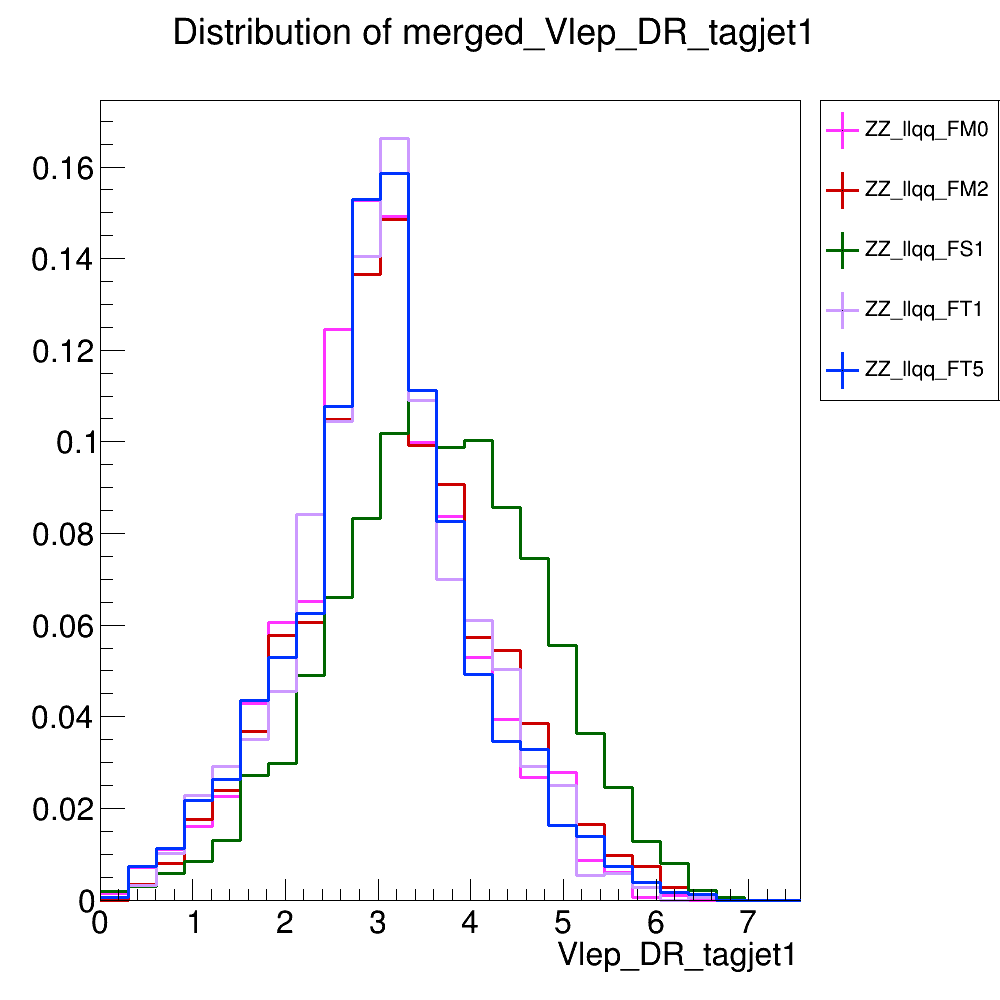 Distribution of merged_Vlep_DR_tagjet1
ZZ_llqq_FM0
ZZ_llqq_FM2
ZZ_llqq_FS1
ZZ_llqq_FT1
ZZ_llqq_FT5
0.16
0.14
0.12
0.1
0.08
0.06
0.04
0.02
0
0 1 2 3 4 5 6 7
Vlep_DR_tagjet1